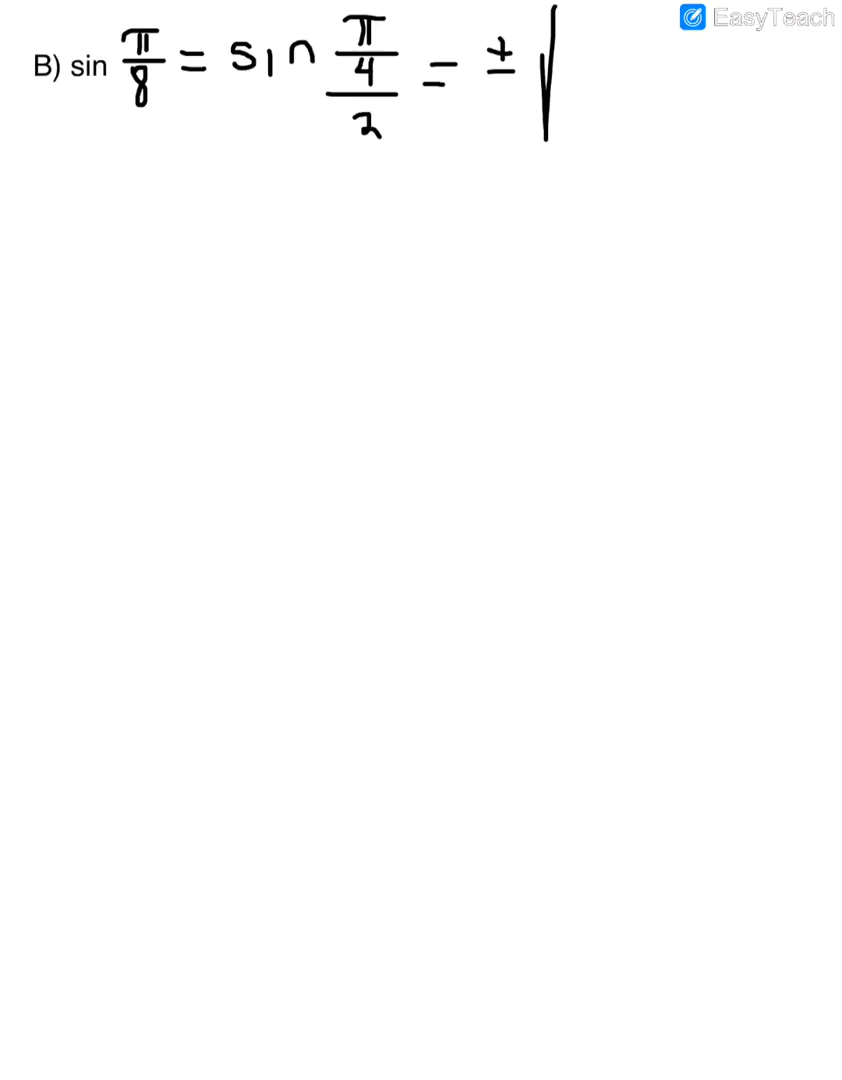 EasyTeach
B) sin π/8 = sin (π/4)/2 = ± √